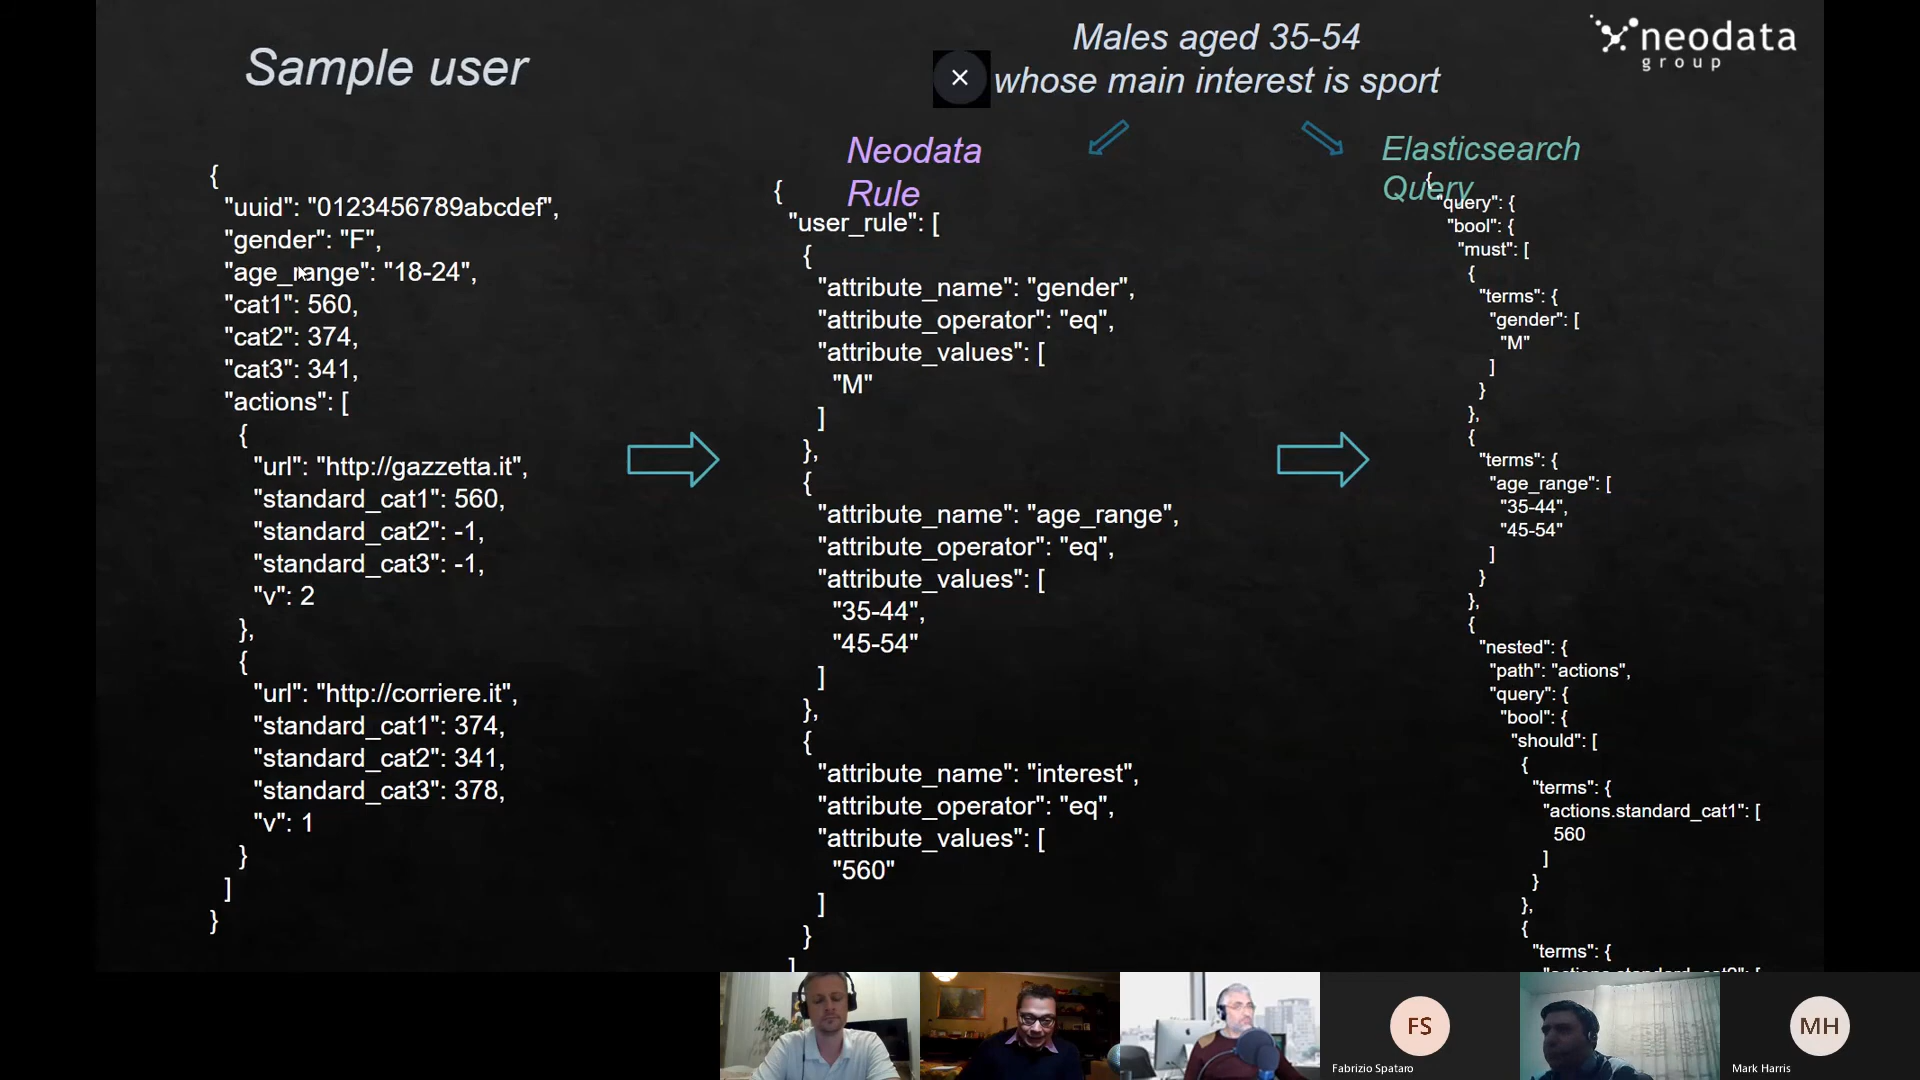 Sample user
Males aged 35-54
whose main interest is sport
neodata
group
{
"uuid": "0123456789abcdef",
"gender": "F",
"age_range": "18-24",
"cat1": 560,
"cat2": 374,
"cat3": 341,
"actions": [
{
"url": "http://gazzetta.it",
"standard_cat1": 560,
"standard_cat2": -1,
"standard_cat3": -1,
"v": 2
},
{
"url": "http://corriere.it",
"standard_cat1": 374,
"standard_cat2": 341,
"standard_cat3": 378,
"v": 1
}
]
}
Neodata
Rule
{
"user_rule": [
{
"attribute_name": "gender",
"attribute_operator": "eq",
"attribute_values": [
"M"
]
},
{
"attribute_name": "age_range",
"attribute_operator": "eq",
"attribute_values": [
"35-44",
"45-54"
]
},
{
"attribute_name": "interest",
"attribute_operator": "eq",
"attribute_values": [
"560"
]
}
]
Elasticsearch
Query
{
"query": {
"bool": {
"must": [
{
"terms": {
"gender": [
"M"
]
}
},
{
"terms": {
"age_range": [
"35-44",
"45-54"
]
}
},
{
"nested": {
"path": "actions",
"query": {
"bool": {
"should": [
{
"terms": {
"actions.standard_cat1": [
560
]
}
},
{
"terms": {
FS
Fabrizio Spataro
MH
Mark Harris